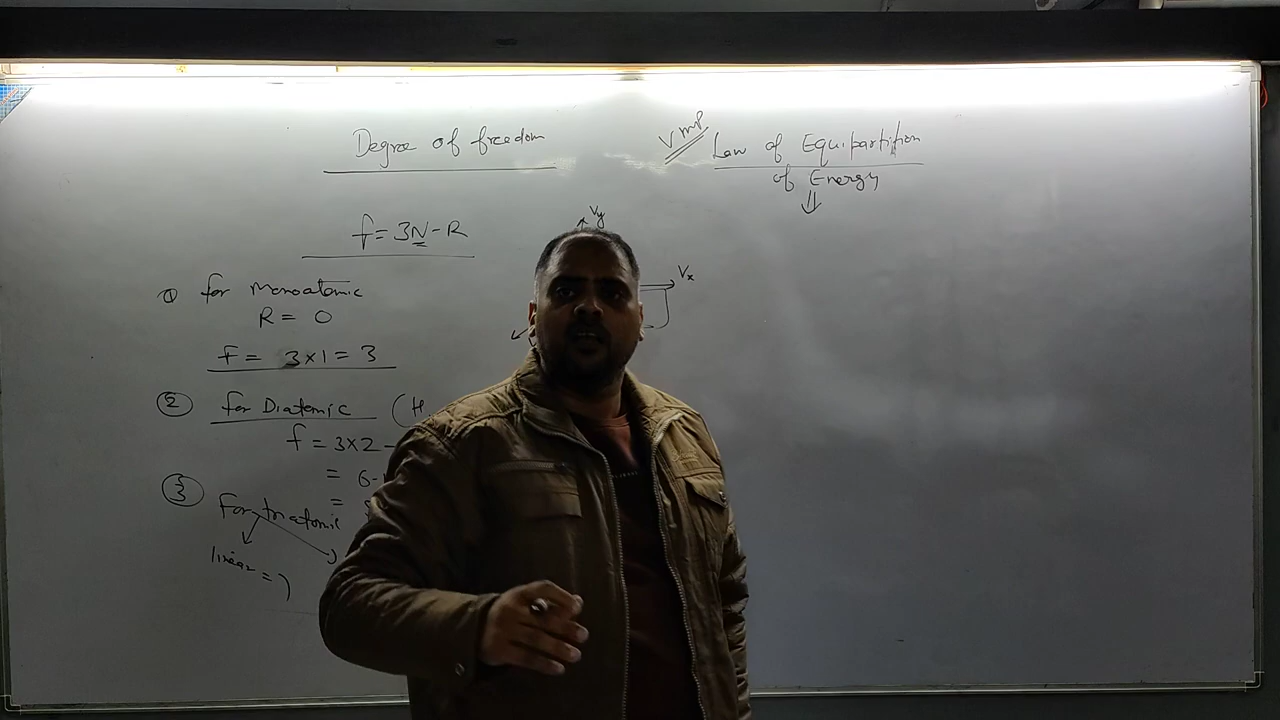 Degree of freedom
f = 3N - R
① for Monoatomic
R = 0
f = 3×1 = 3
② for Diatomic (H
f = 3×2 -
= 6-
=
③ For triatomic
linear = 7
Vy
Vx
VMP Law of Equipartition
of Energy
⇓